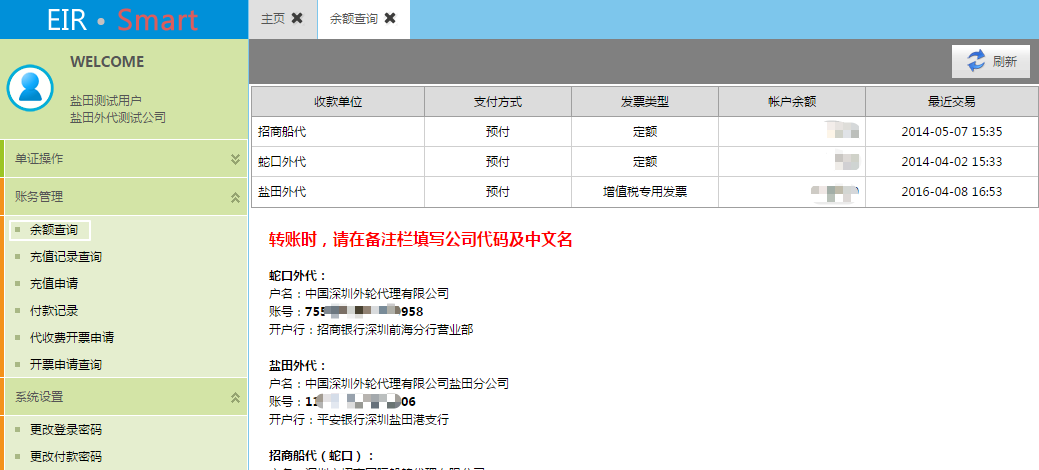 EIR • Smart
主页 ✖ 余额查询 ✖
WELCOME
盐田测试用户
盐田外代测试公司
单证操作
账务管理
余额查询
充值记录查询
充值申请
付款记录
代收费开票申请
开票申请查询
系统设置
更改登录密码
更改付款密码
刷新
收款单位 支付方式 发票类型 帐户余额 最近交易
招商船代 预付 定额 2014-05-07 15:35
蛇口外代 预付 定额 2014-04-02 15:33
盐田外代 预付 增值税专用发票 2016-04-08 16:53
转账时，请在备注栏填写公司代码及中文名
蛇口外代：
户名：中国深圳外轮代理有限公司
账号：755 958
开户行：招商银行深圳前海分行营业部
盐田外代：
户名：中国深圳外轮代理有限公司盐田分公司
账号：11 06
开户行：平安银行深圳盐田港支行
招商船代（蛇口）：